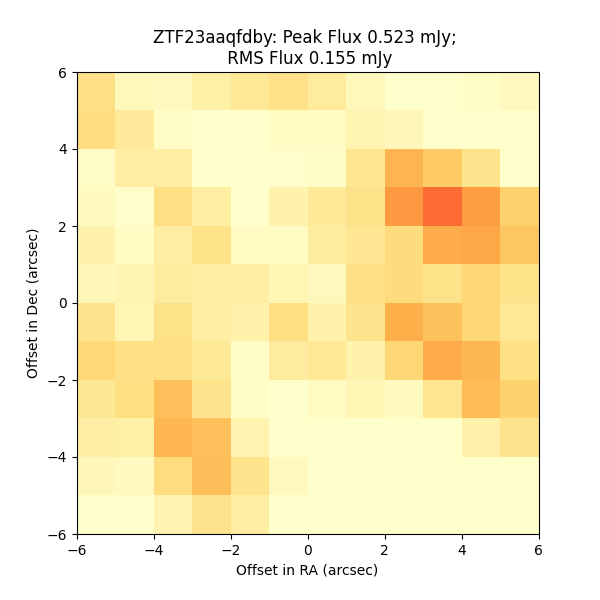 ZTF23aaqfdby: Peak Flux 0.523 mJy;
RMS Flux 0.155 mJy
6
4
2
0
−2
−4
−6
Offset in Dec (arcsec)
−6 −4 −2 0 2 4 6
Offset in RA (arcsec)